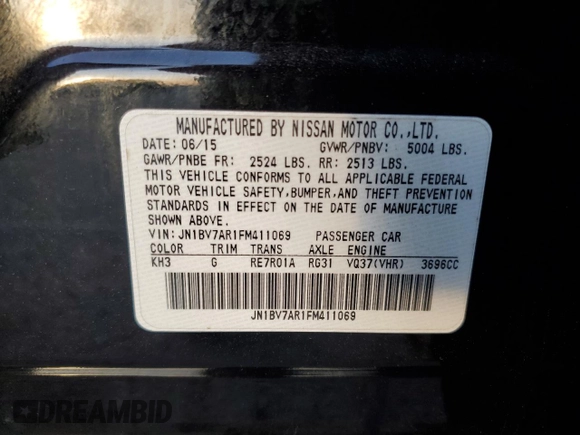 MANUFACTURED BY NISSAN MOTOR CO.,LTD.
DATE: 06/15 GVWR/PNBV: 5004 LBS.
GAWR/PNBE FR: 2524 LBS. RR: 2513 LBS.
THIS VEHICLE CONFORMS TO ALL APPLICABLE FEDERAL
MOTOR VEHICLE SAFETY,BUMPER,AND THEFT PREVENTION
STANDARDS IN EFFECT ON THE DATE OF MANUFACTURE
SHOWN ABOVE.
VIN:JN1BV7AR1FM411069 PASSENGER CAR
COLOR TRIM TRANS AXLE ENGINE
KH3 G RE7R01A RG31 VQ37(VHR) 3696CC
JN1BV7AR1FM411069
DREAMBID